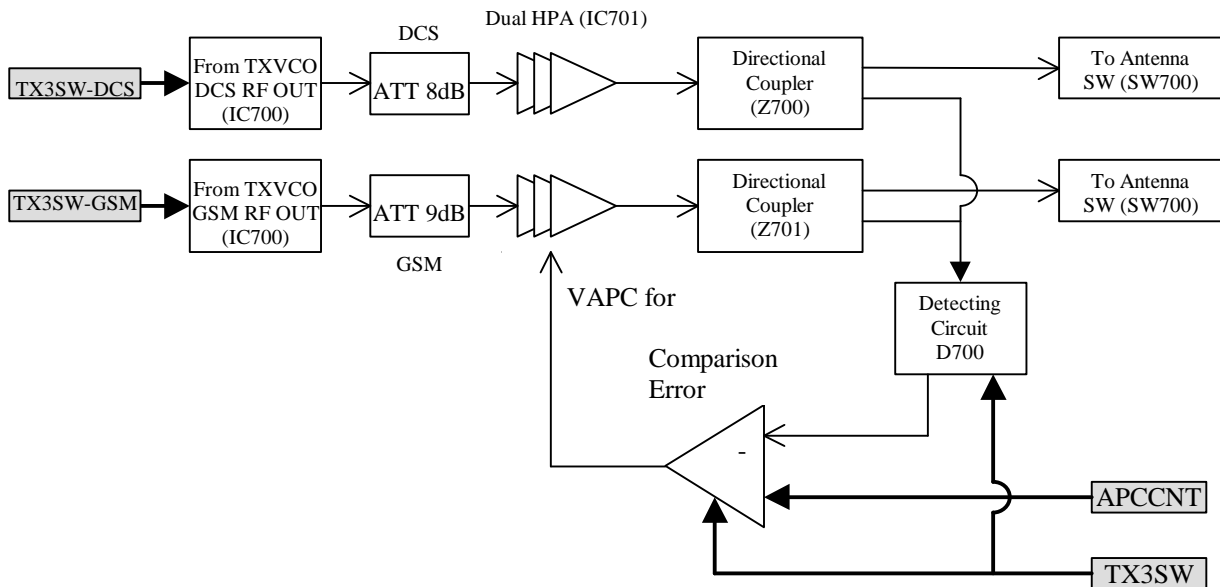 Dual HPA (IC701)
DCS
TX3SW-DCS
From TXVCO
DCS RF OUT
(IC700)
ATT 8dB
Directional
Coupler
(Z700)
To Antenna
SW (SW700)
TX3SW-GSM
From TXVCO
GSM RF OUT
(IC700)
ATT 9dB
GSM
Directional
Coupler
(Z701)
To Antenna
SW (SW700)
VAPC for
Detecting
Circuit
D700
Comparison
Error
-
APCCNT
TX3SW